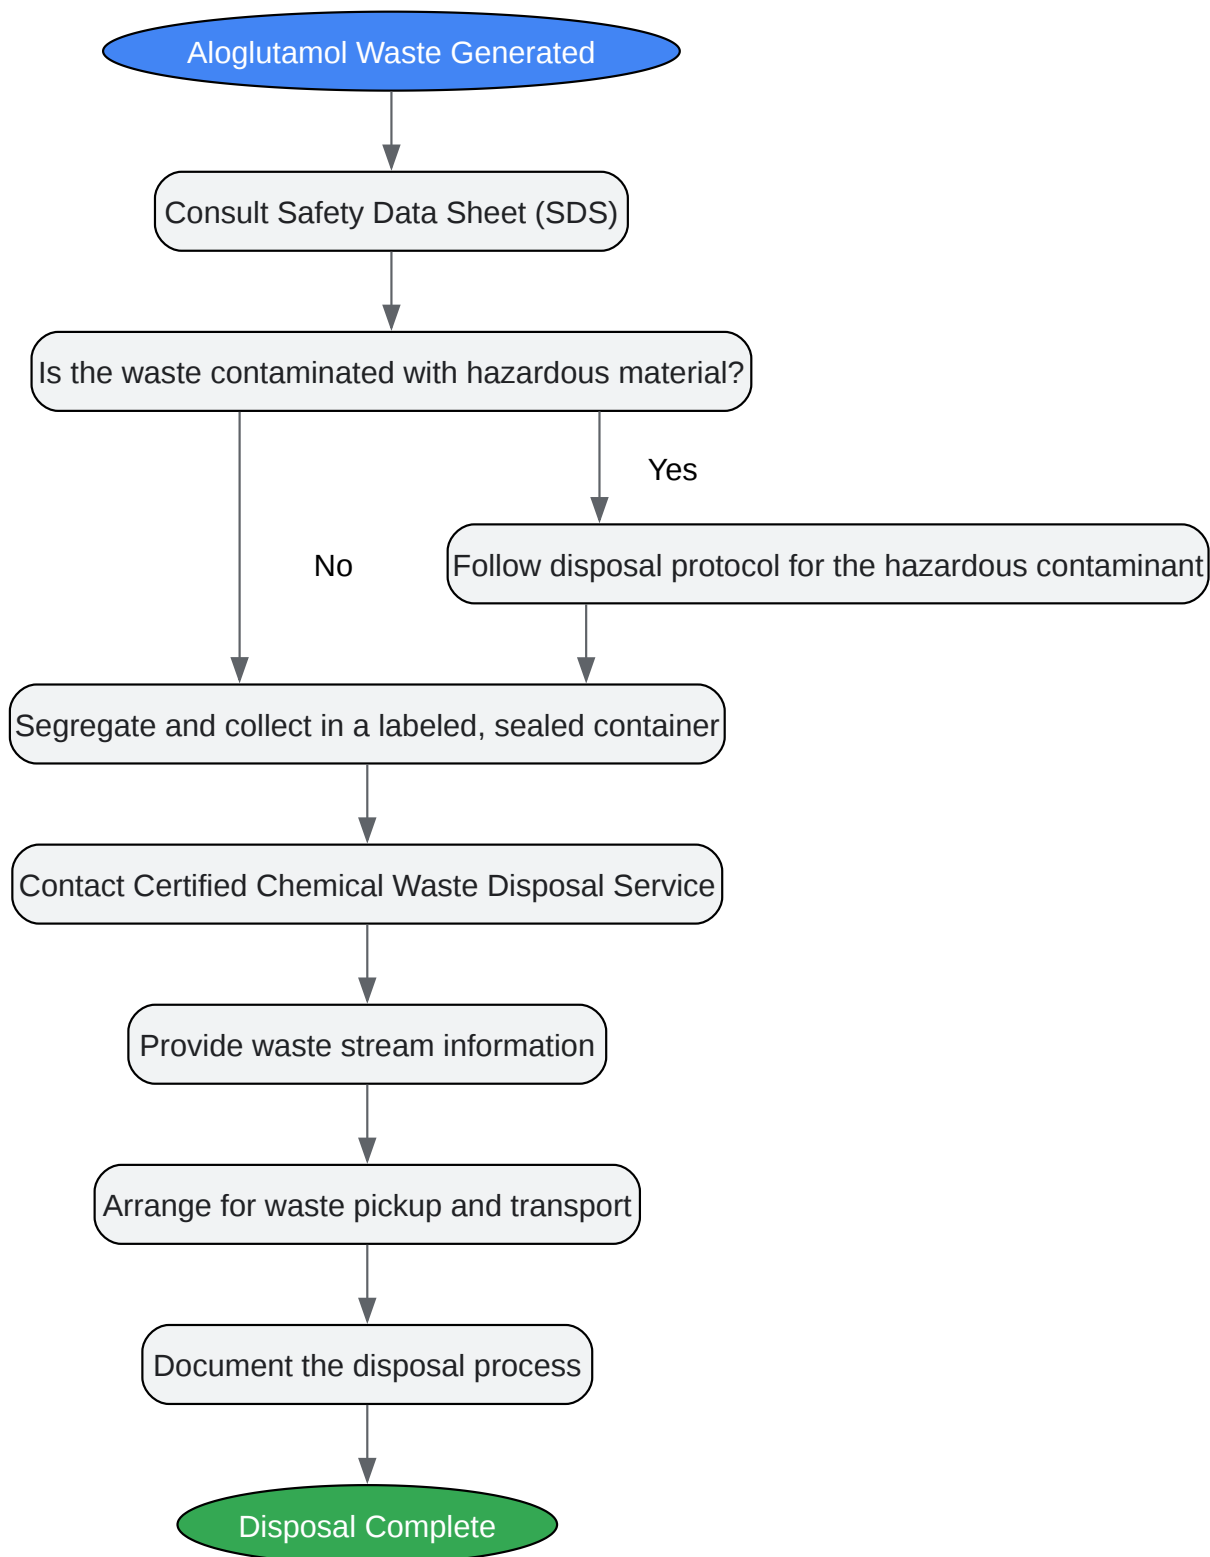 Aloglutamol Waste Generated
Consult Safety Data Sheet (SDS)
Is the waste contaminated with hazardous material?
Yes
No
Follow disposal protocol for the hazardous contaminant
Segregate and collect in a labeled, sealed container
Contact Certified Chemical Waste Disposal Service
Provide waste stream information
Arrange for waste pickup and transport
Document the disposal process
Disposal Complete